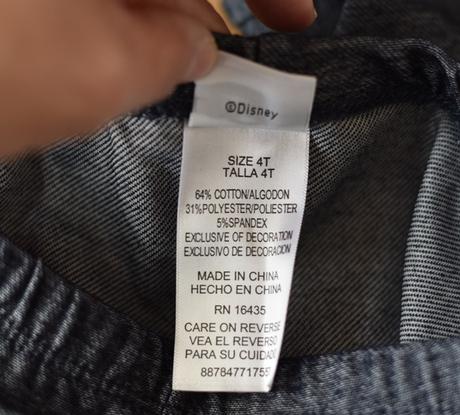 ©Disney
SIZE 4T
TALLA 4T
64% COTTON/ALGODON
31%POLYESTER/POLIESTER
5%SPANDEX
EXCLUSIVE OF DECORATION
EXCLUSIVO DE DECORACION
MADE IN CHINA
HECHO EN CHINA
RN 16435
CARE ON REVERSE
VEA EL REVERSO
PARA SU CUIDADO
88784771755